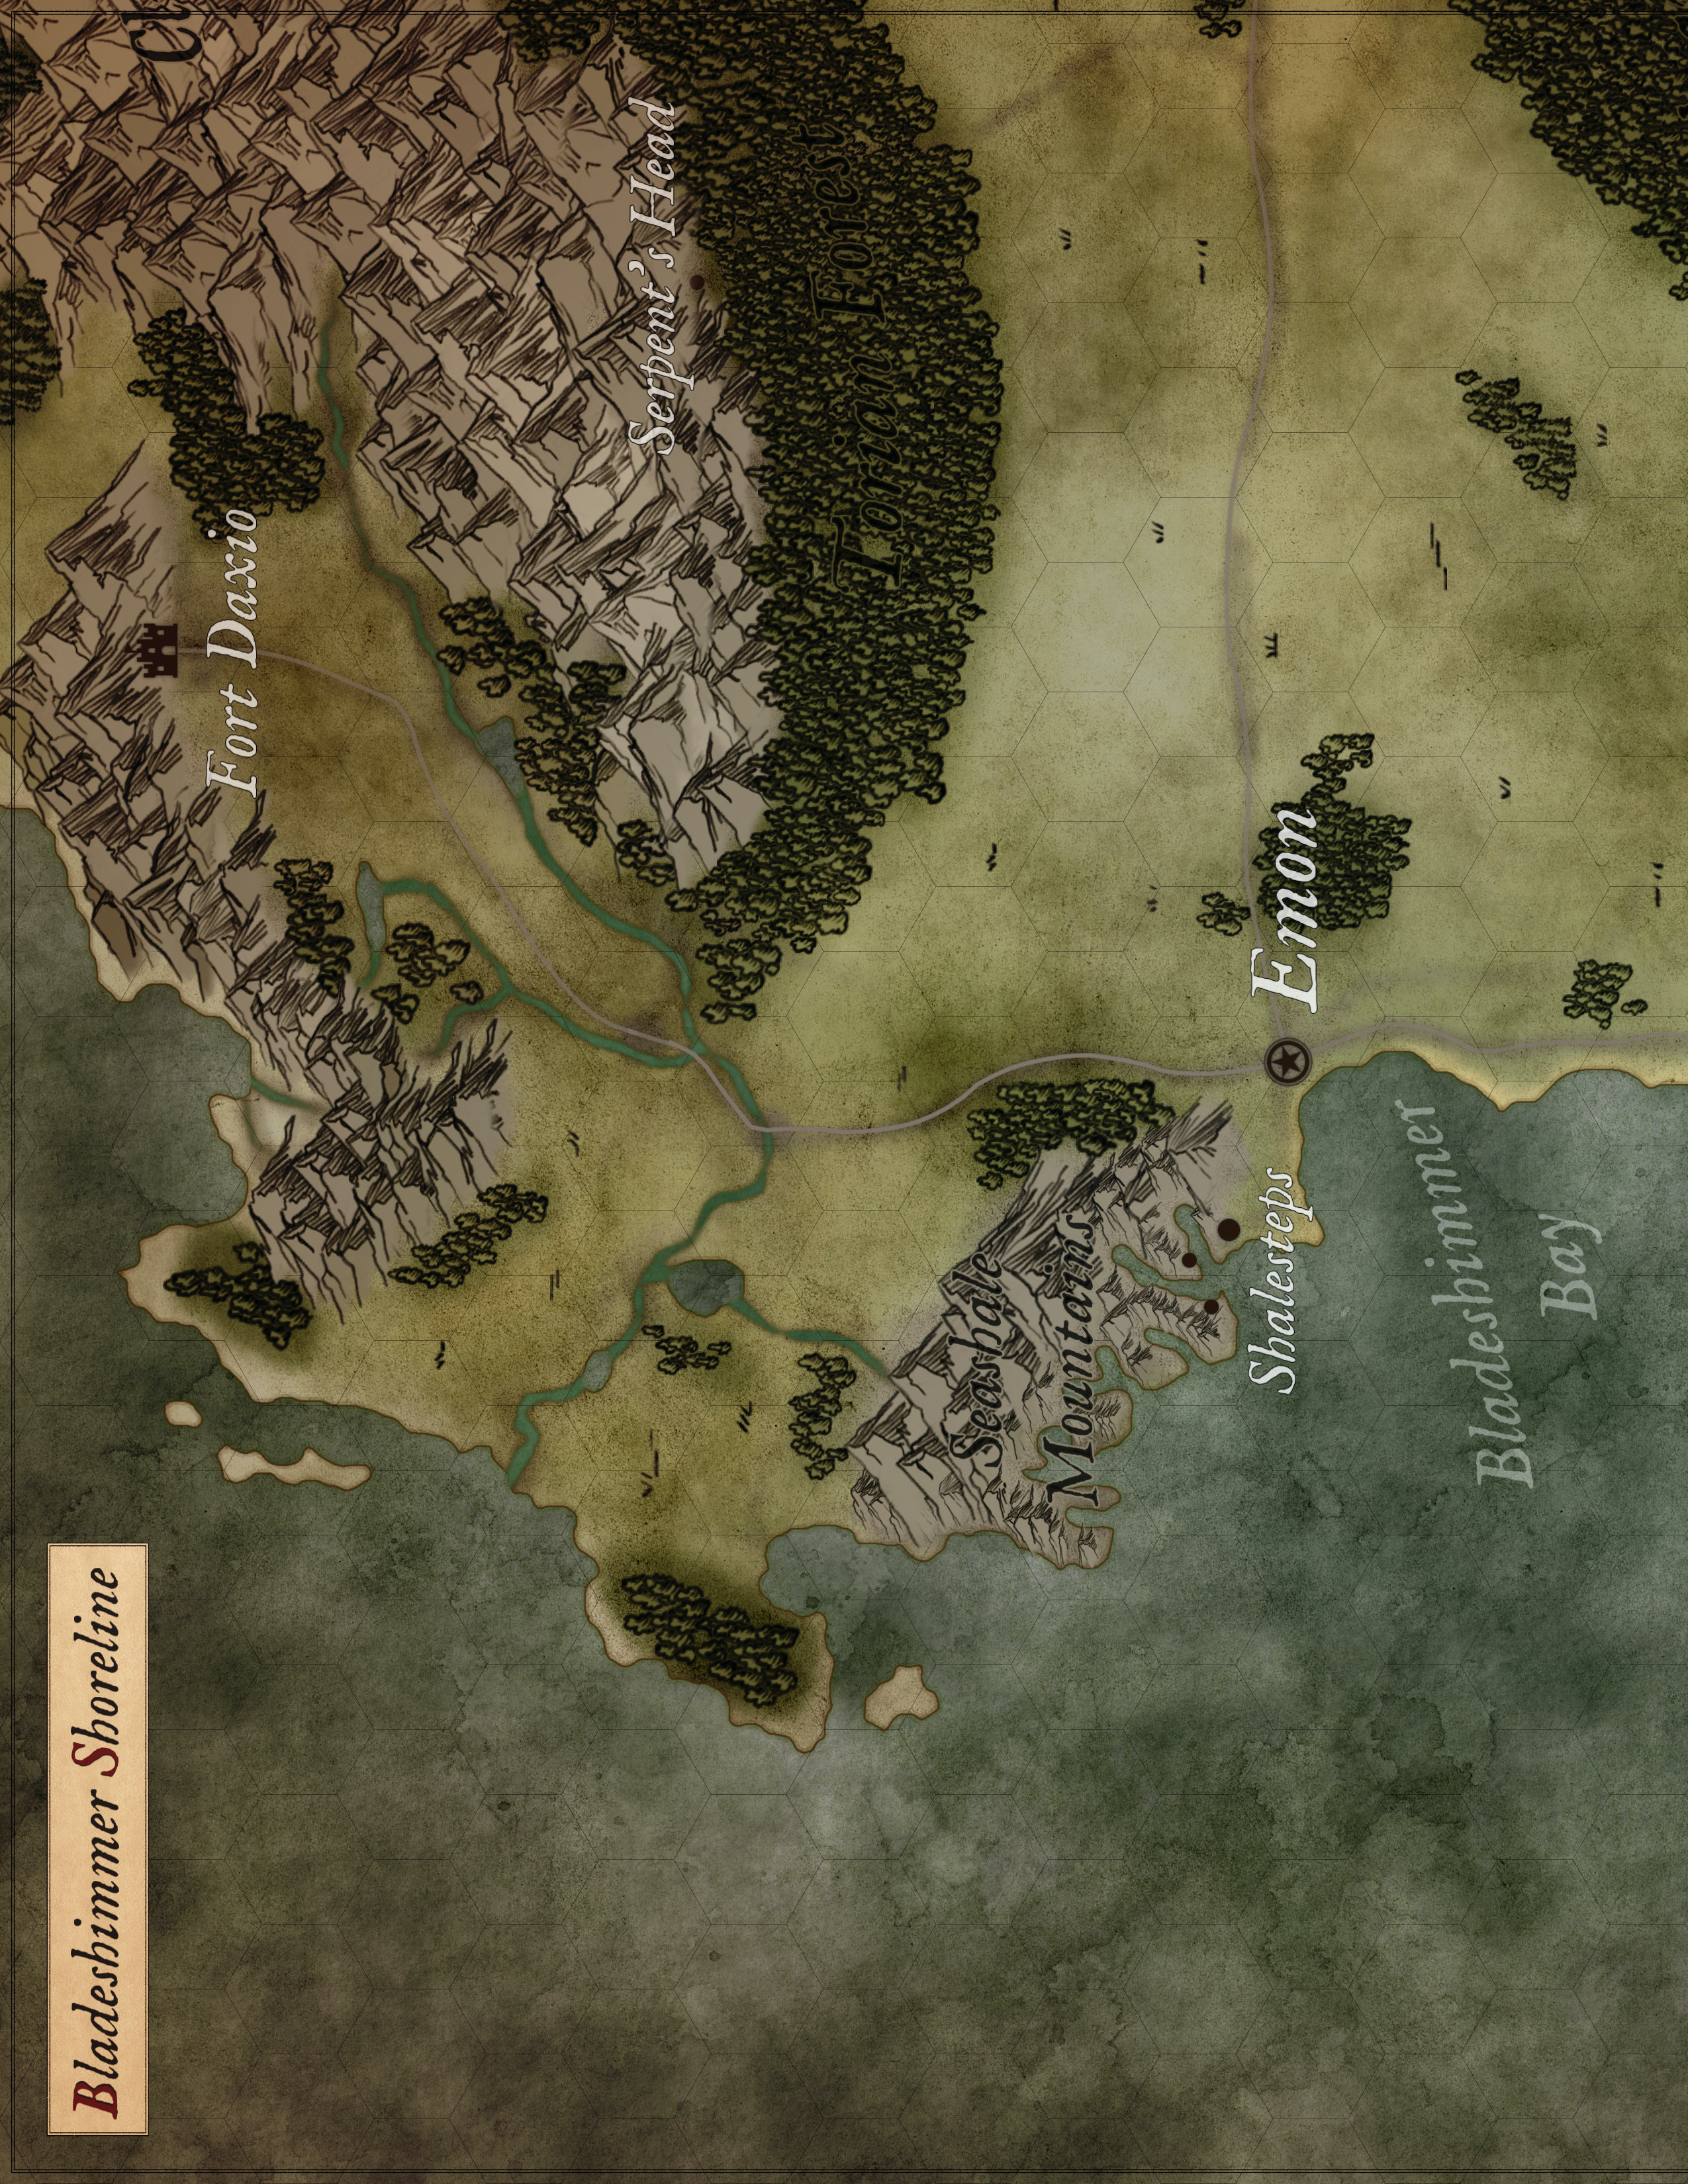 Bladeshimmer Shoreline
Fort Daxio
Serpent's Head
Torian Forest
Seashale
Mountains
Emon
Shalesteps
Bladeshimmer
Bay